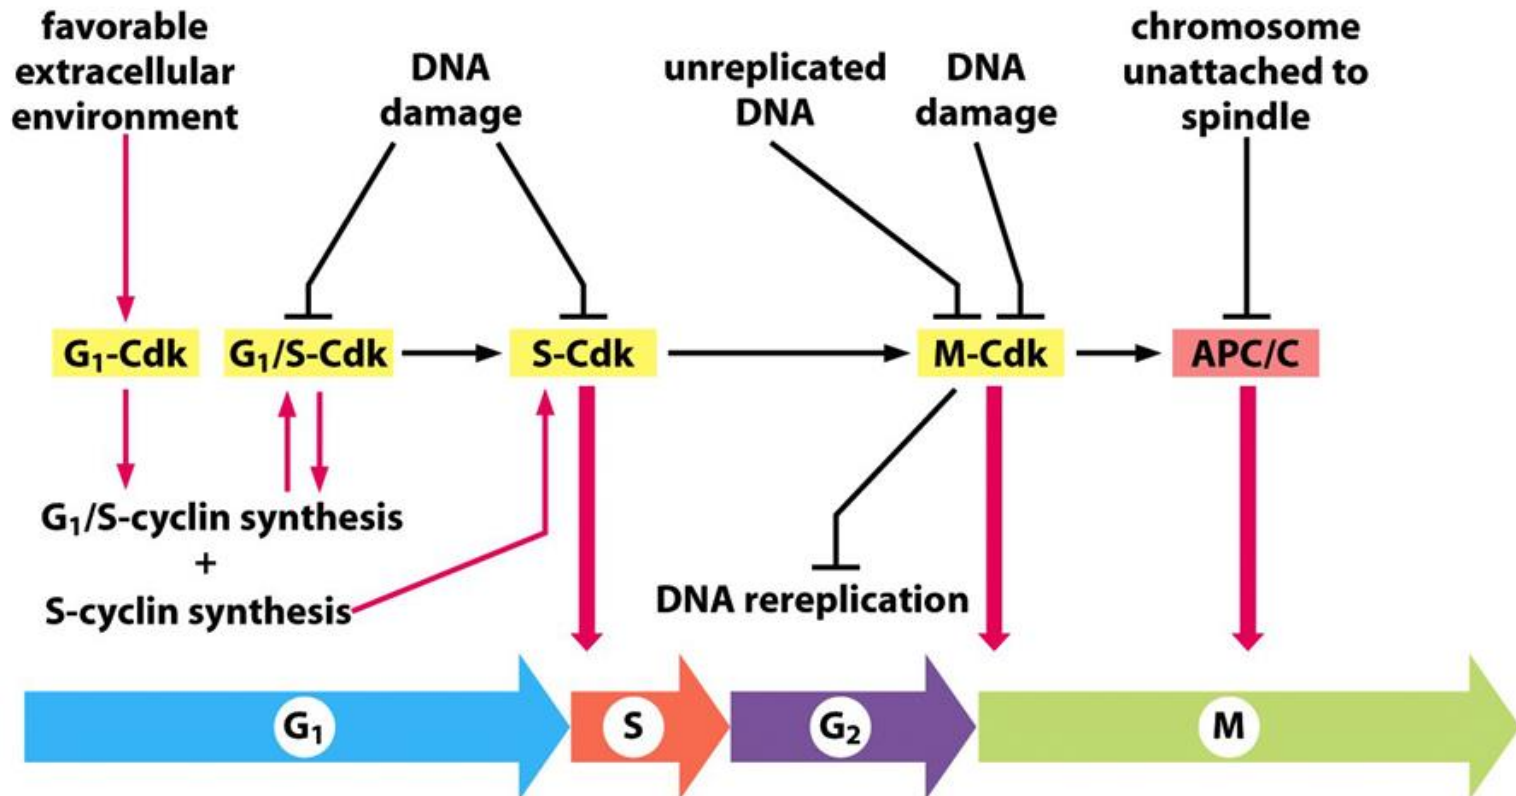 favorable
extracellular
environment
DNA
damage
unreplicated
DNA
DNA
damage
chromosome
unattached to
spindle
G₁-Cdk
G₁/S-Cdk
S-Cdk
M-Cdk
APC/C
G₁/S-cyclin synthesis
+
S-cyclin synthesis
DNA rereplication
G₁
S
G₂
M